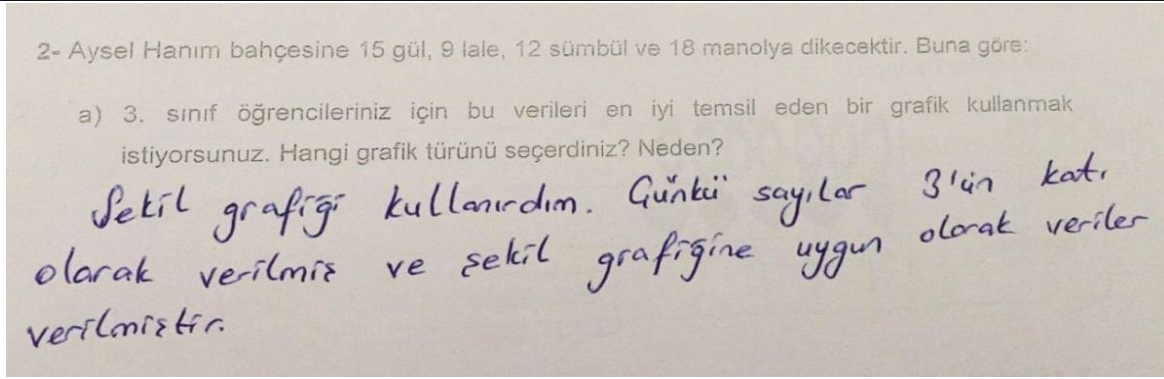 2- Aysel Hanım bahçesine 15 gül, 9 lale, 12 sümbül ve 18 manolya dikecektir. Buna göre:
a) 3. sınıf öğrencileriniz için bu verileri en iyi temsil eden bir grafik kullanmak
istiyorsunuz. Hangi grafik türünü seçerdiniz? Neden?
Şekil grafiği kullanırdım. Çünkü sayılar 3'ün katı
olarak verilmiş ve şekil grafiğine uygun olarak veriler
verilmiştir.